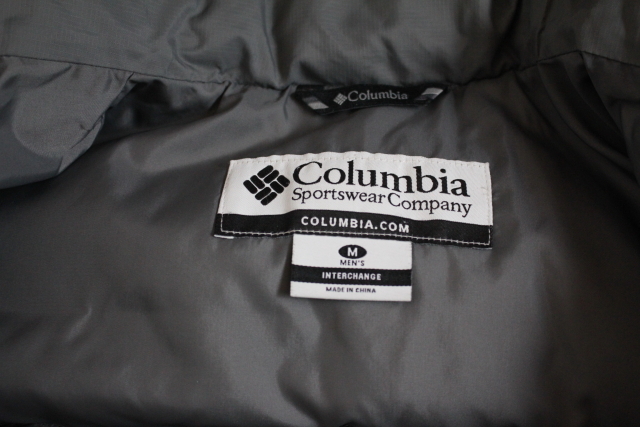 Columbia
Columbia
Sportswear Company
COLUMBIA.COM
M
MEN'S
INTERCHANGE
MADE IN CHINA